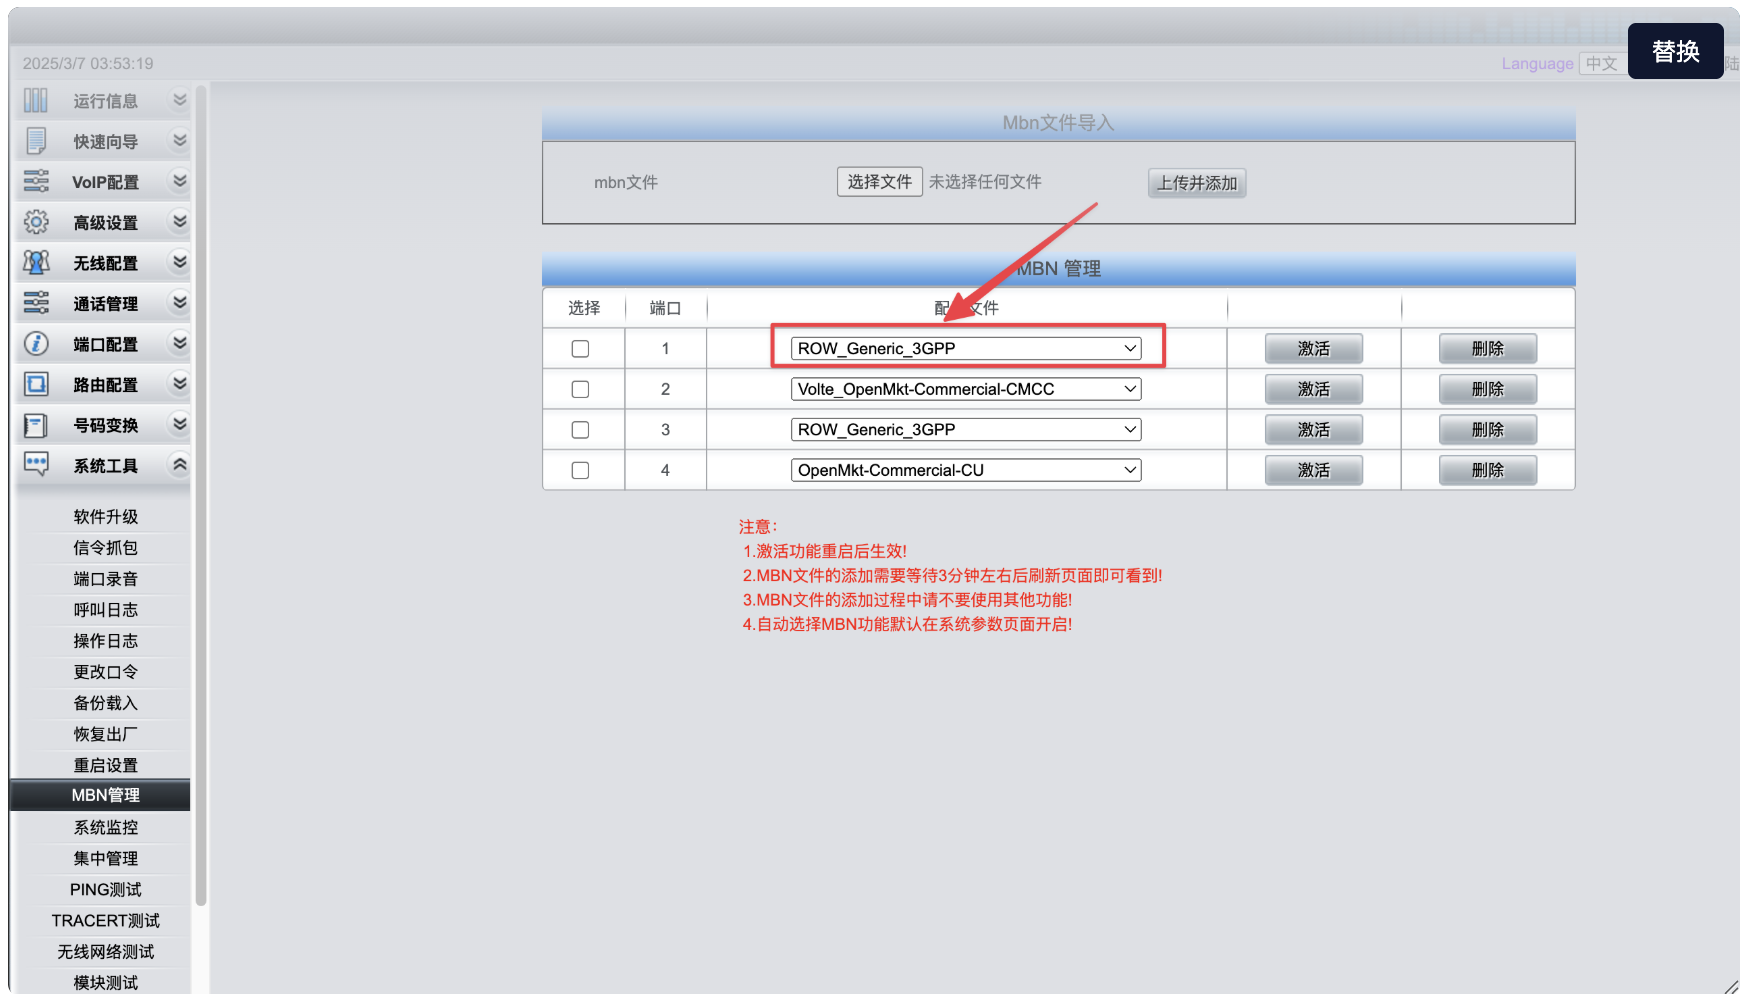 替换
2025/3/7 03:53:19
Language 中文
陆
运行信息
快速向导
VoIP配置
高级设置
无线配置
通话管理
端口配置
路由配置
号码变换
系统工具
软件升级
信令抓包
端口录音
呼叫日志
操作日志
更改口令
备份载入
恢复出厂
重启设置
MBN管理
系统监控
集中管理
PING测试
TRACERT测试
无线网络测试
模块测试
Mbn文件导入
mbn文件 选择文件 未选择任何文件 上传并添加
MBN 管理
选择 端口 配 文件
1 ROW_Generic_3GPP 激活 删除
2 Volte_OpenMkt-Commercial-CMCC 激活 删除
3 ROW_Generic_3GPP 激活 删除
4 OpenMkt-Commercial-CU 激活 删除
注意:
1.激活功能重启后生效!
2.MBN文件的添加需要等待3分钟左右后刷新页面即可看到!
3.MBN文件的添加过程中请不要使用其他功能!
4.自动选择MBN功能默认在系统参数页面开启!